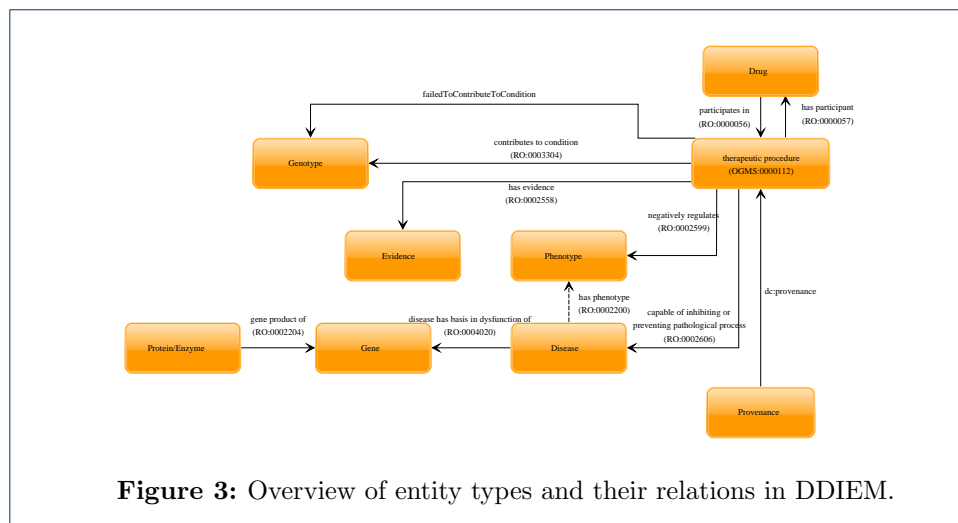 Drug
failedToContributeToCondition
participates in
(RO:0000056)
has participant
(RO:0000057)
contributes to condition
(RO:0003304)
Genotype
therapeutic procedure
(OGMS:0000112)
has evidence
(RO:0002558)
negatively regulates
(RO:0002599)
Evidence
Phenotype
has phenotype
(RO:0002200)
dc:provenance
gene product of
(RO:0002204)
disease has basis in dysfunction of
(RO:0004020)
capable of inhibiting or
preventing pathological process
(RO:0002606)
Protein/Enzyme
Gene
Disease
Provenance
Figure 3: Overview of entity types and their relations in DDIEM.